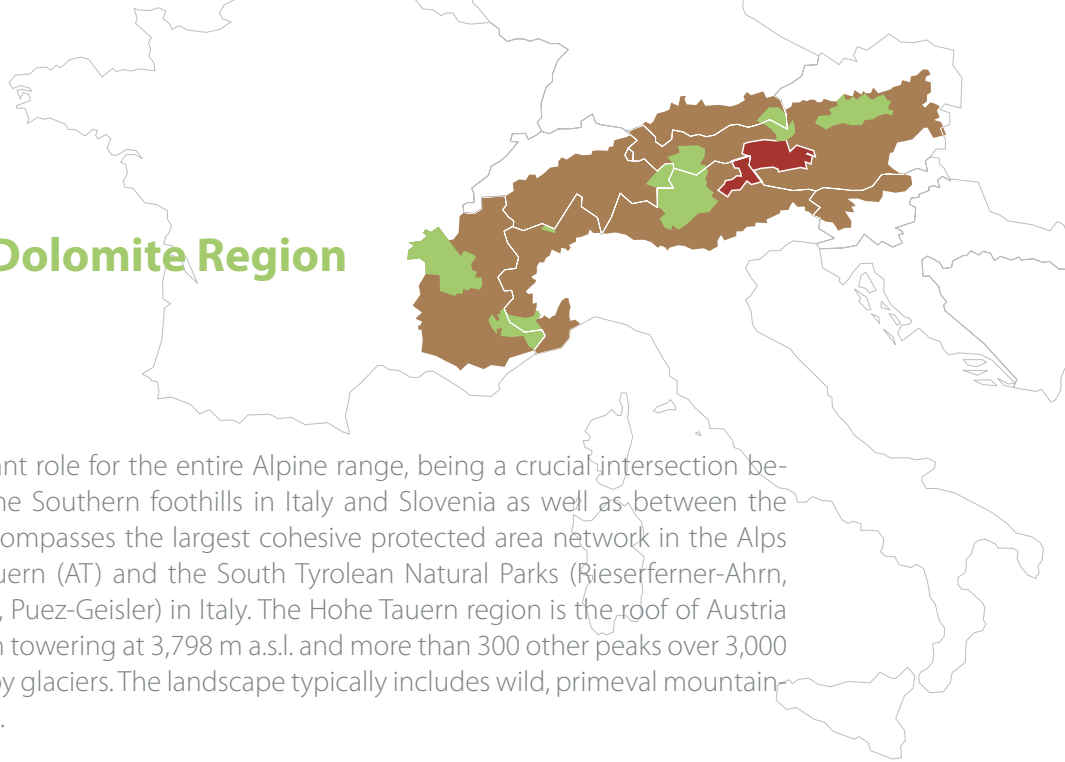 Dolomite Region
ant role for the entire Alpine range, being a crucial intersection be-
he Southern foothills in Italy and Slovenia as well as between the
ompasses the largest cohesive protected area network in the Alps
uern (AT) and the South Tyrolean Natural Parks (Rieserferner-Ahrn,
, Puez-Geisler) in Italy. The Hohe Tauern region is the roof of Austria
n towering at 3,798 m a.s.l. and more than 300 other peaks over 3,000
by glaciers. The landscape typically includes wild, primeval mountain-
.